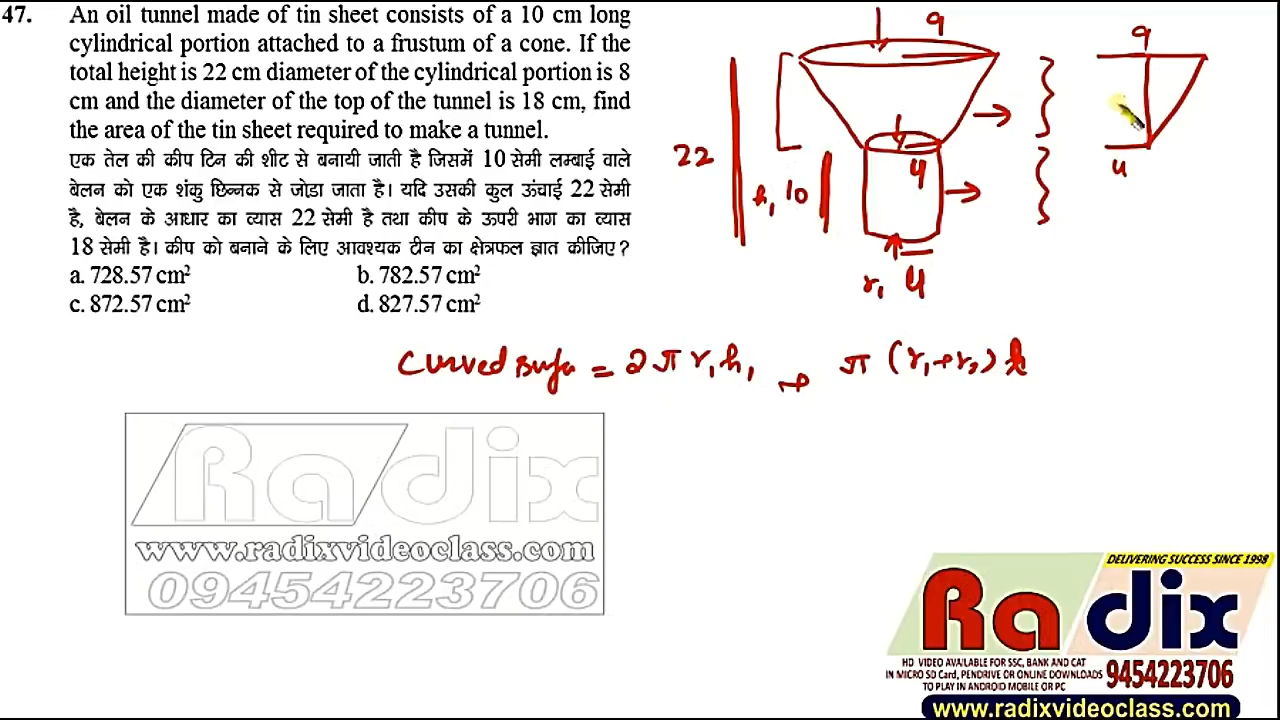 47. An oil tunnel made of tin sheet consists of a 10 cm long
cylindrical portion attached to a frustum of a cone. If the
total height is 22 cm diameter of the cylindrical portion is 8
cm and the diameter of the top of the tunnel is 18 cm, find
the area of the tin sheet required to make a tunnel.
एक तेल की कीप टिन की शीट से बनायी जाती है जिसमें 10 सेमी लम्बाई वाले
बेलन को एक शंकु छिन्नक से जोडा जाता है। यदि उसकी कुल ऊंचाई 22 सेमी
है, बेलन के आधार का व्यास 22 सेमी है तथा कीप के ऊपरी भाग का व्यास
18 सेमी है। कीप को बनाने के लिए आवश्यक टीन का क्षेत्रफल ज्ञात कीजिए?
a. 728.57 cm² b. 782.57 cm²
c. 872.57 cm² d. 827.57 cm²
9
22
h₁ 10
4
r₁ 4
9
4
Curved Surfa = 2πr₁h₁ + π(r₁+r₂)l
Radix
www.radixvideoclass.com
09454223706
DELIVERING SUCCESS SINCE 1998
Radix
HD VIDEO AVAILABLE FOR SSC, BANK AND CAT
IN MICRO SD Card, PENDRIVE OR ONLINE DOWNLOADS
TO PLAY IN ANDROID MOBILE OR PC
9454223706
www.radixvideoclass.com